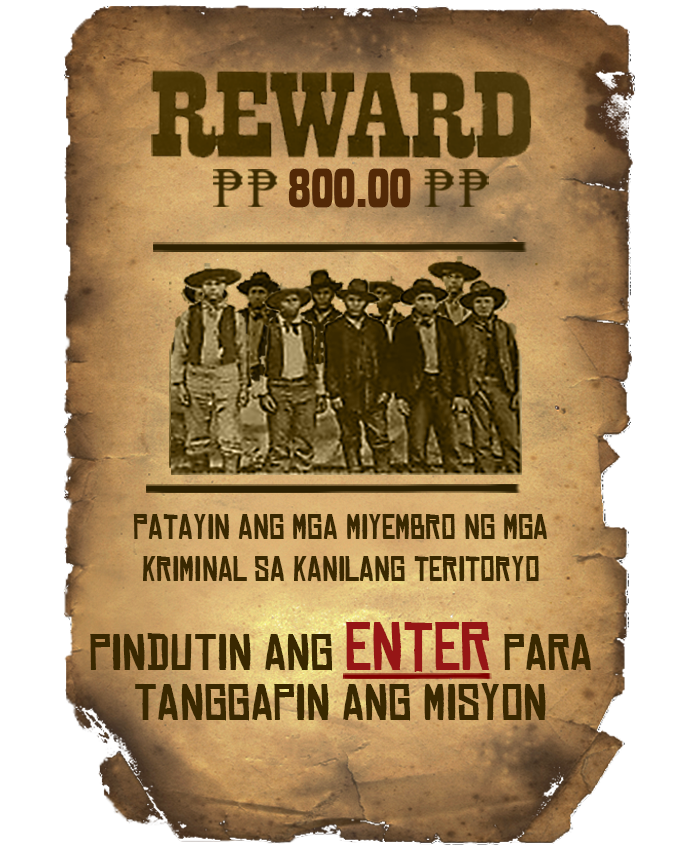 REWARD
₱₱ 800.00 ₱₱
PATAYIN ANG MGA MIYEMBRO NG MGA
KRIMINAL SA KANILANG TERITORYO
PINDUTIN ANG ENTER PARA
TANGGAPIN ANG MISYON